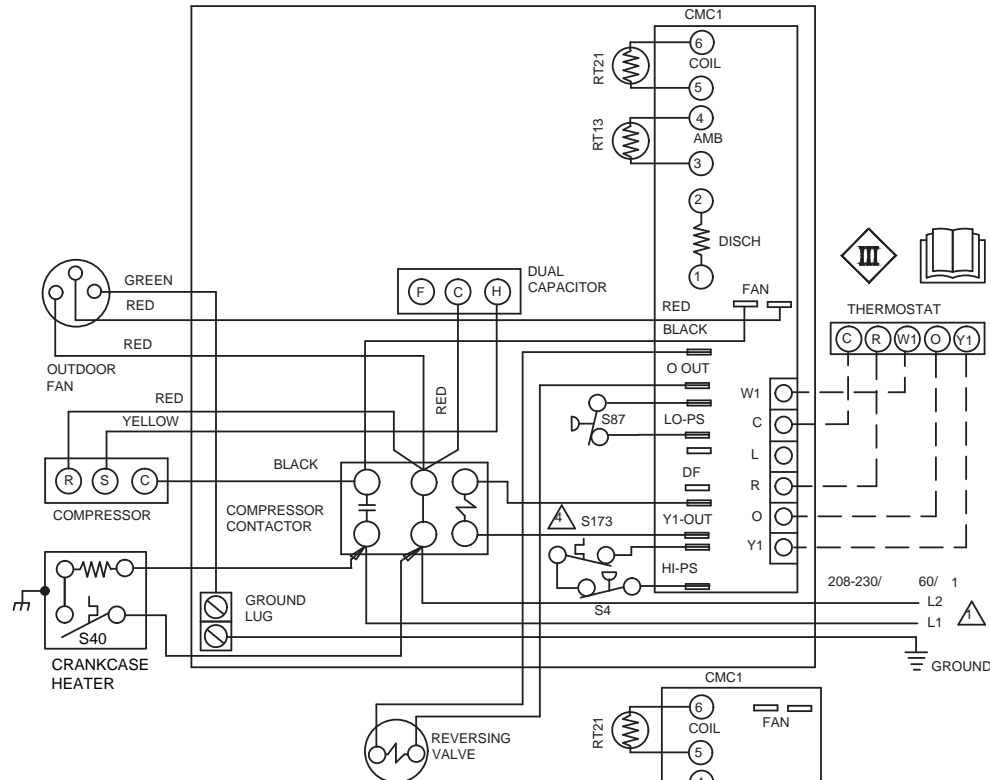 CMC1
6
COIL
RT21
5
4
AMB
RT13
3
2
DISCH
1
III
FAN
THERMOSTAT
C R W1 O Y1
GREEN
RED
DUAL
CAPACITOR
F C H
RED
BLACK
RED
OUTDOOR
FAN
O OUT
RED
RED
YELLOW
S87
LO-PS
W1
C
L
DF
R
BLACK
R S C
COMPRESSOR
COMPRESSOR
CONTACTOR
4
S173
Y1-OUT
O
Y1
HI-PS
S4
208-230/ 60/ 1
L2
L1
1
GROUND
LUG
S40
CRANKCASE
HEATER
GROUND
CMC1
6
COIL
FAN
RT21
5
REVERSING
VALVE